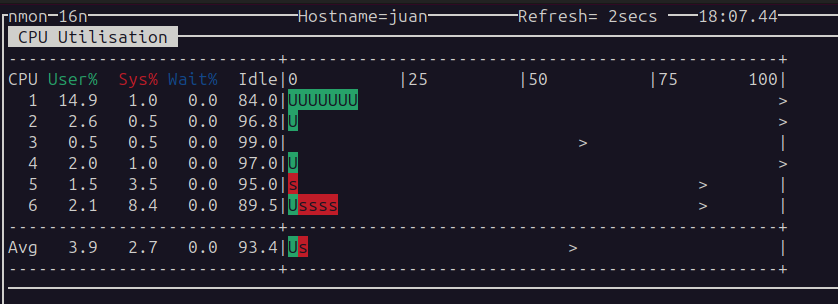 nmon─16n─────────────────────Hostname=juan─────────Refresh= 2secs ───18:07.44─────
 CPU Utilisation ─────────────────────────────────────────────────────────────────
---------------------------+-------------------------------------------------+
CPU User%  Sys% Wait%  Idle|0          |25         |50          |75       100|
  1  14.9   1.0   0.0  84.0|UUUUUUU                                          >
  2   2.6   0.5   0.0  96.8|U                                                >
  3   0.5   0.5   0.0  99.0|                             >                   |
  4   2.0   1.0   0.0  97.0|U                                                >
  5   1.5   3.5   0.0  95.0|s                                        >       |
  6   2.1   8.4   0.0  89.5|Ussss                                    >       |
---------------------------+-------------------------------------------------+
Avg   3.9   2.7   0.0  93.4|Us                          >                    |
---------------------------+-------------------------------------------------+